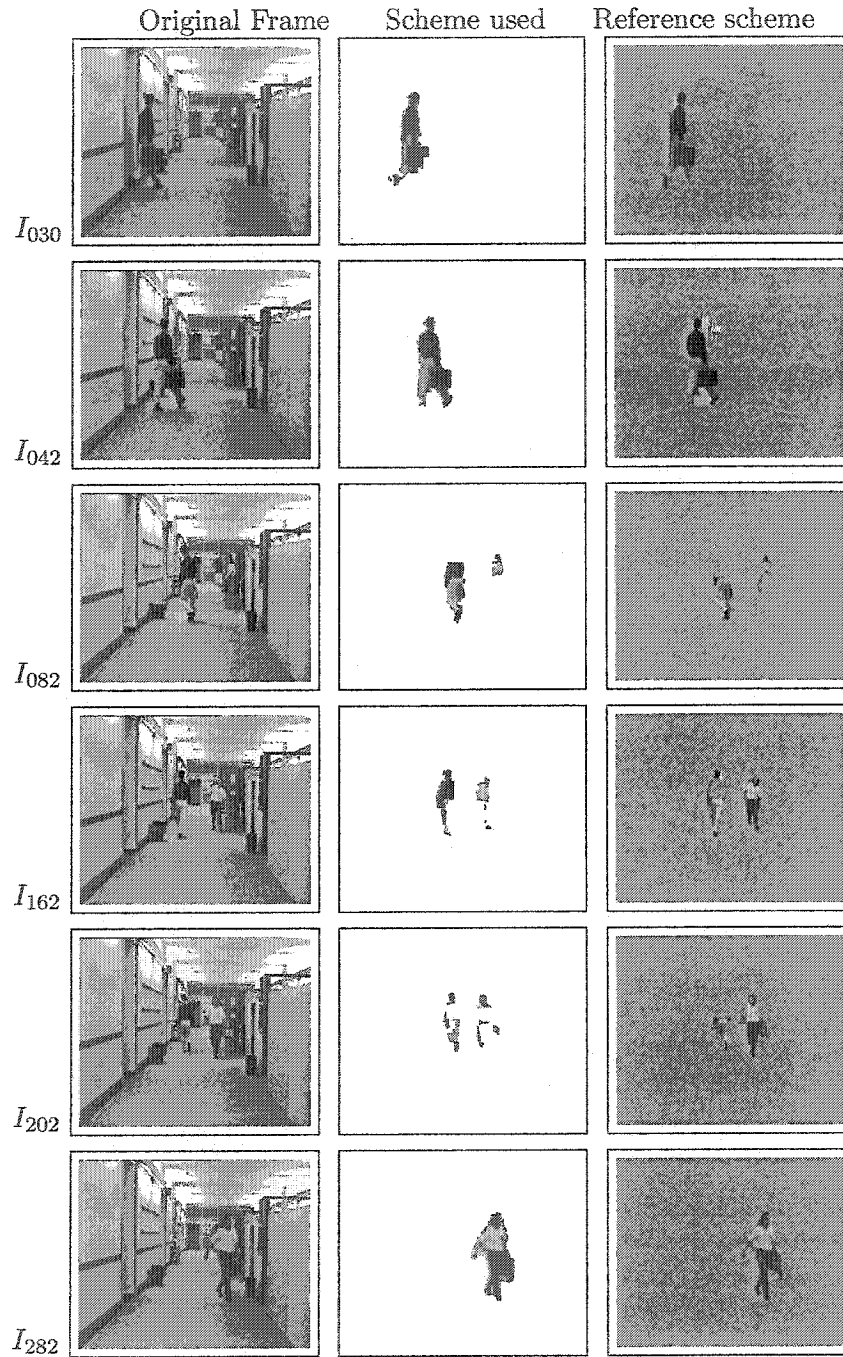 Original Frame Scheme used Reference scheme
I030
I042
I082
I162
I202
I282